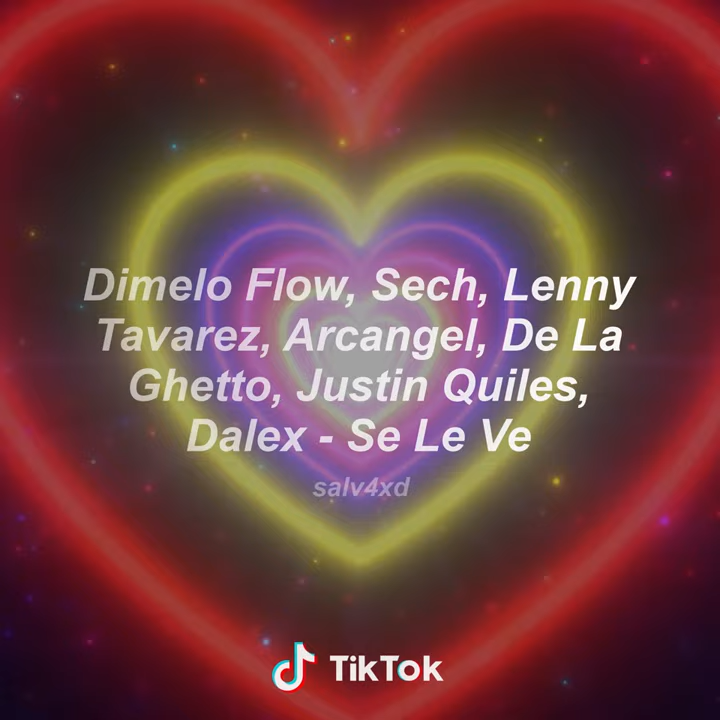 Dimelo Flow, Sech, Lenny
Tavarez, Arcangel, De La
Ghetto, Justin Quiles,
Dalex - Se Le Ve
salv4xd
TikTok